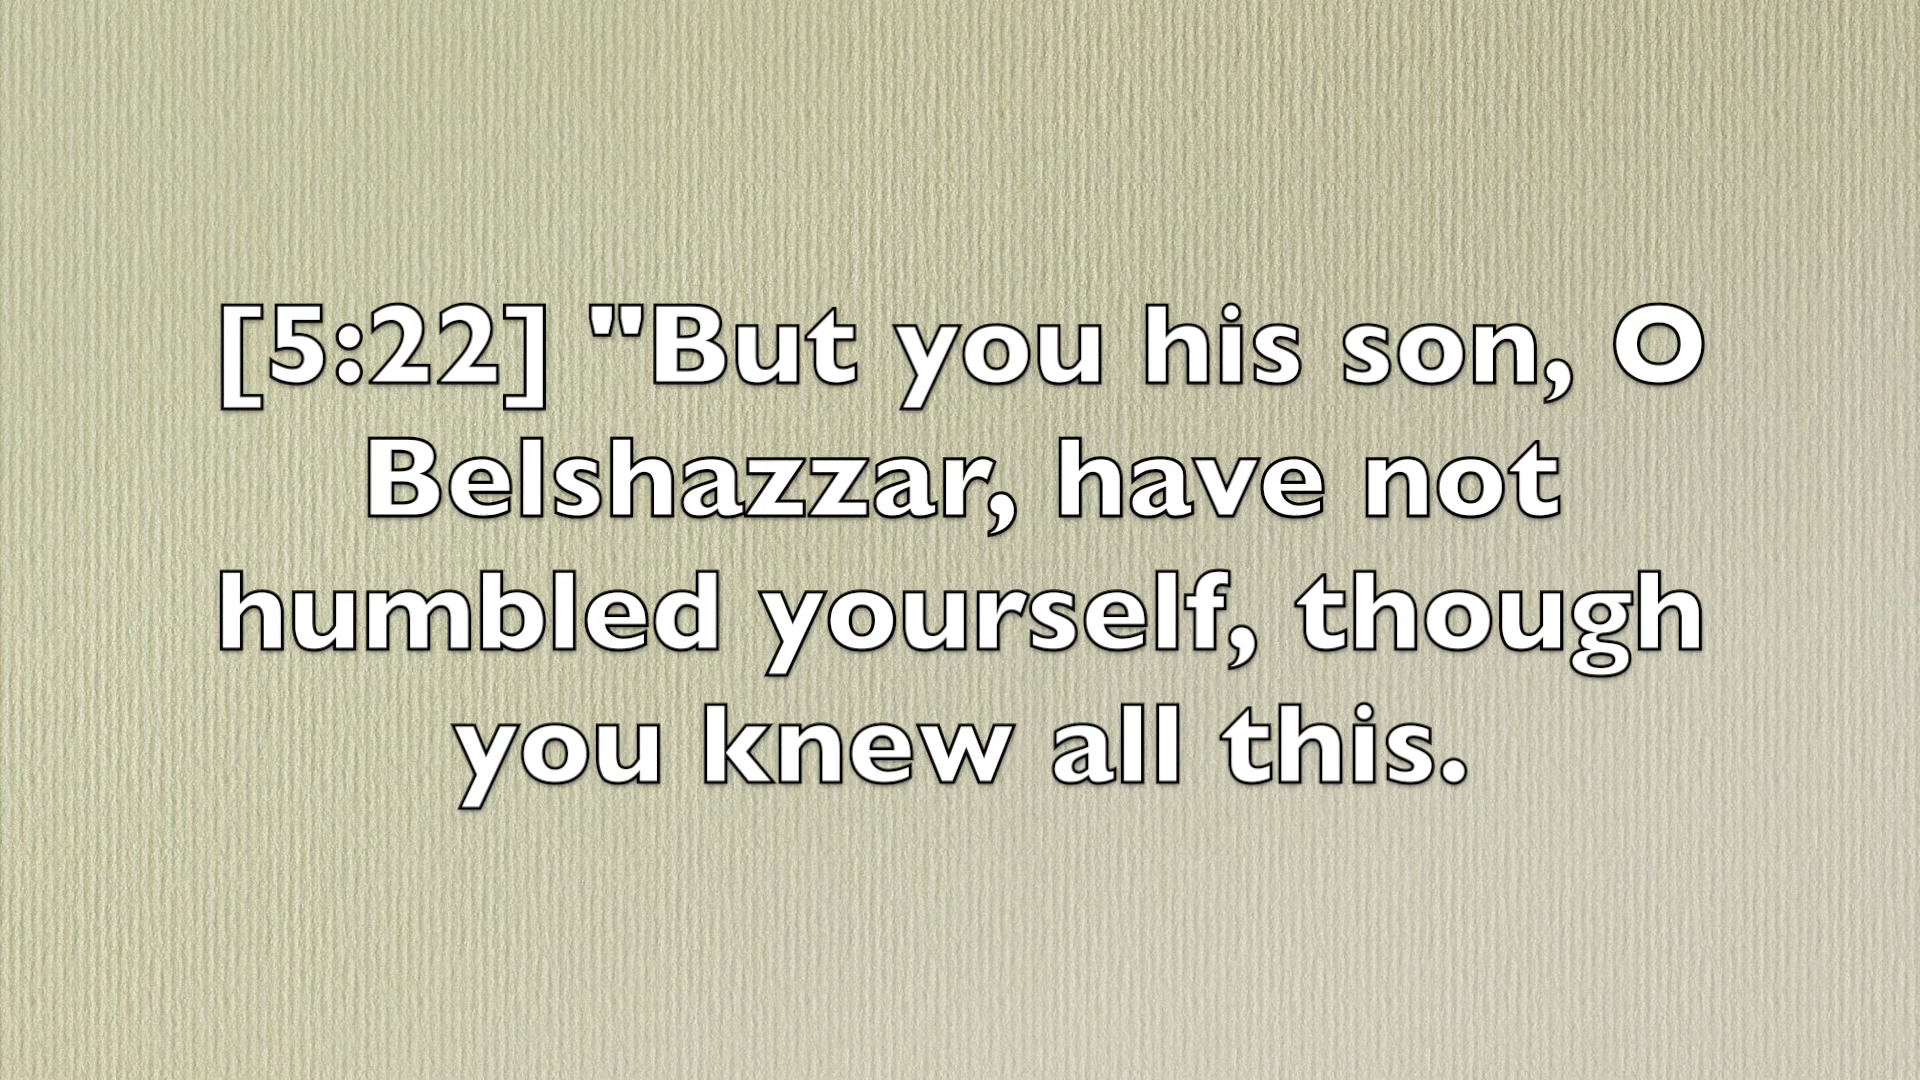 [5:22] "But you his son, O
Belshazzar, have not
humbled yourself, though
you knew all this.